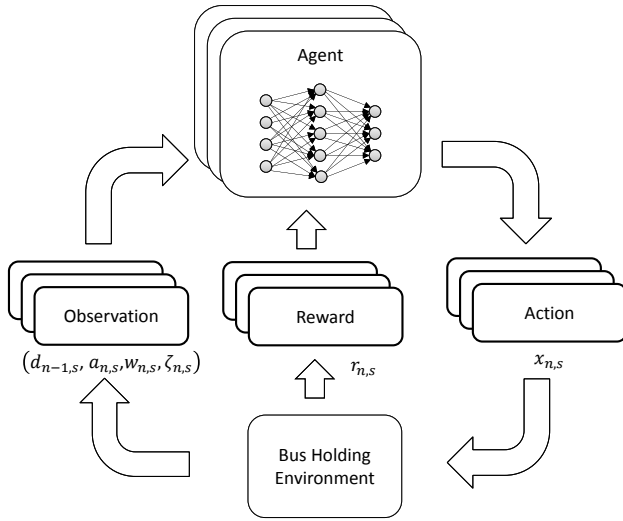 Agent
Observation
Reward
Action
(d_{n−1,s}, a_{n,s},w_{n,s}, ζ_{n,s})
r_{n,s}
x_{n,s}
Bus Holding
Environment